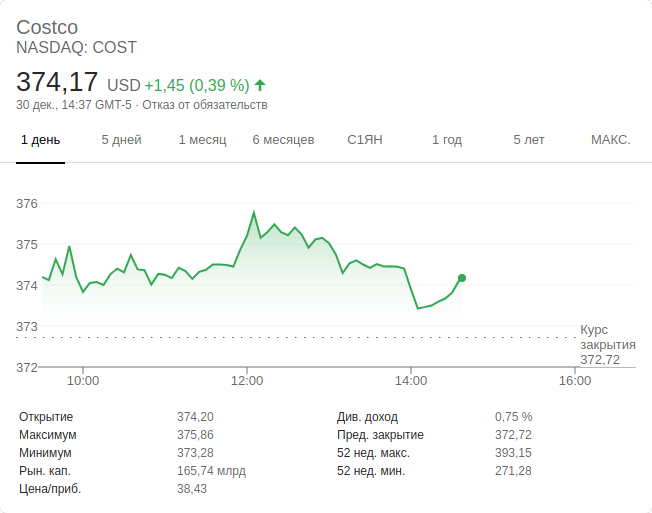 Costco
NASDAQ: COST
374,17 USD +1,45 (0,39 %)
30 дек., 14:37 GMT-5 · Отказ от обязательств
1 день 5 дней 1 месяц 6 месяцев С1ЯН 1 год 5 лет МАКС.
376
375
374
373
372
Курс
закрытия
372,72
10:00 12:00 14:00 16:00
Открытие 374,20 Див. доход 0,75 %
Максимум 375,86 Пред. закрытие 372,72
Минимум 373,28 52 нед. макс. 393,15
Рын. кап. 165,74 млрд 52 нед. мин. 271,28
Цена/приб. 38,43